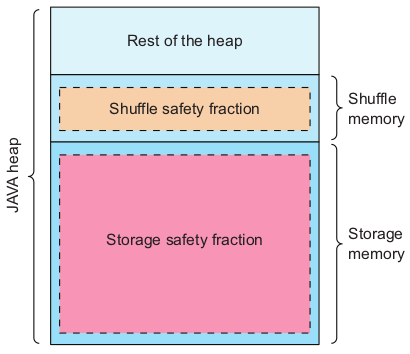 Rest of the heap
Shuffle safety fraction
Shuffle
memory
JAVA heap
Storage safety fraction
Storage
memory